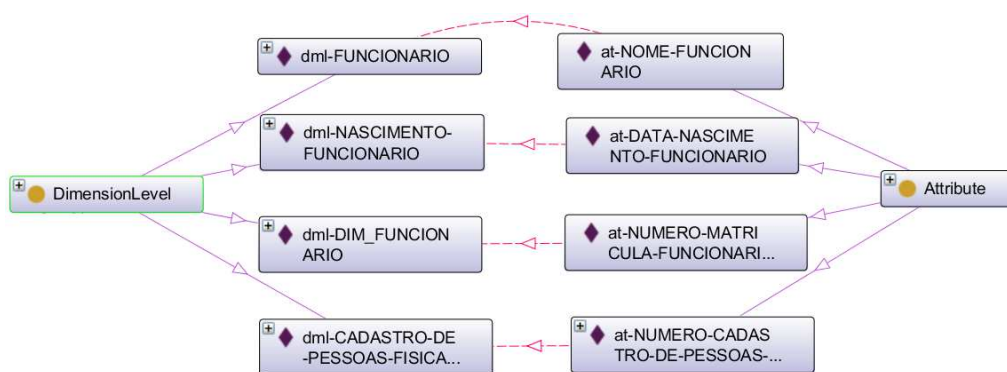 dml-FUNCIONARIO
at-NOME-FUNCION
ARIO
dml-NASCIMENTO-
FUNCIONARIO
at-DATA-NASCIME
NTO-FUNCIONARIO
DimensionLevel
Attribute
dml-DIM_FUNCION
ARIO
at-NUMERO-MATRI
CULA-FUNCIONARI...
dml-CADASTRO-DE
-PESSOAS-FISICA...
at-NUMERO-CADAS
TRO-DE-PESSOAS-...